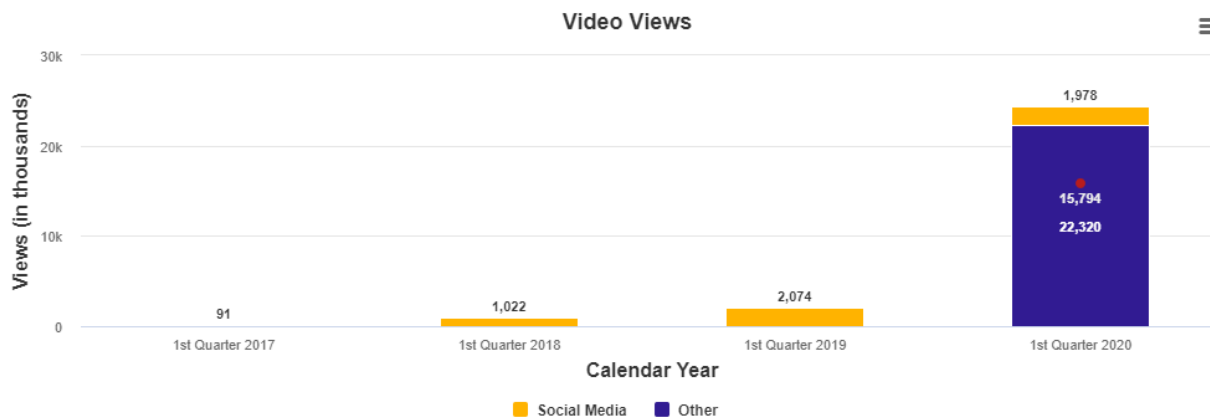 Video Views
Views (in thousands)
30k
20k
10k
0
91
1,022
2,074
1,978
15,794
22,320
1st Quarter 2017
1st Quarter 2018
1st Quarter 2019
1st Quarter 2020
Calendar Year
Social Media
Other